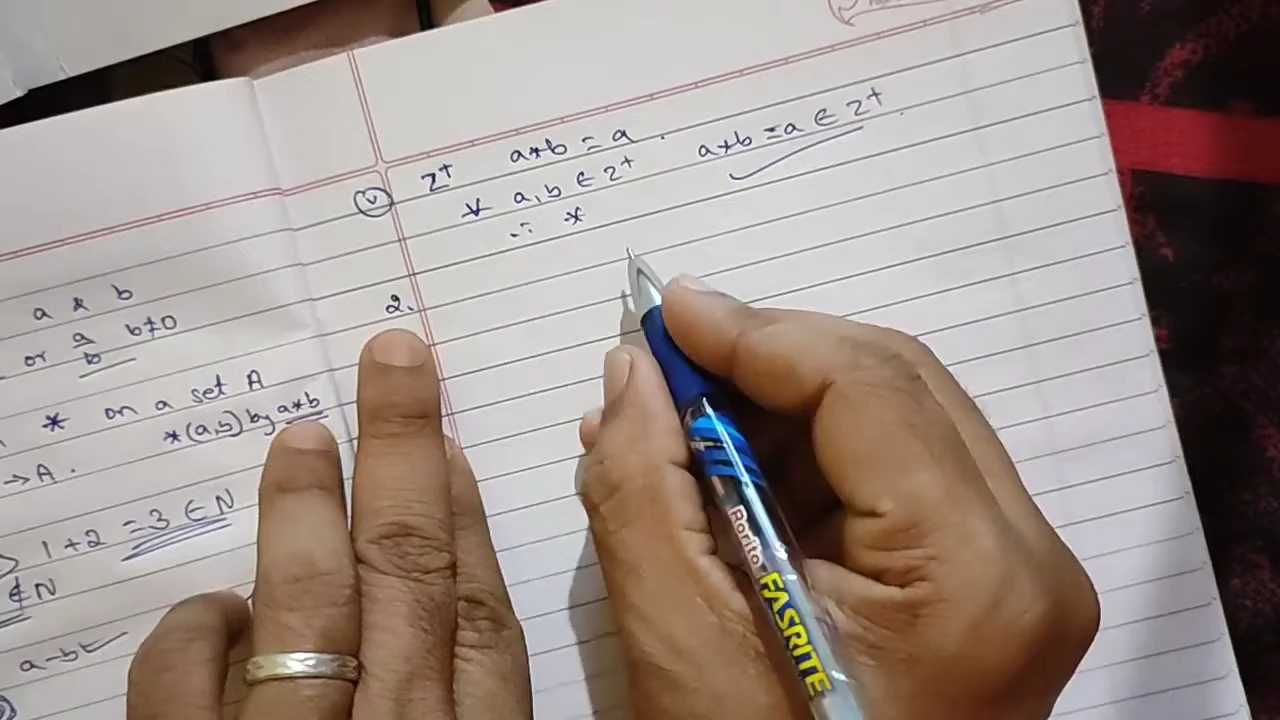 a & b
or a/b b≠0
* on a set A
*(a,b) by a*b
→A.
1+2 = 3 ∈ N
∉ N
a-b ✓
(v) Z⁺ a*b = a .
∀ a,b ∈ Z⁺ a*b = a ∈ Z⁺
∴ *
2.
Rorito FASRITE